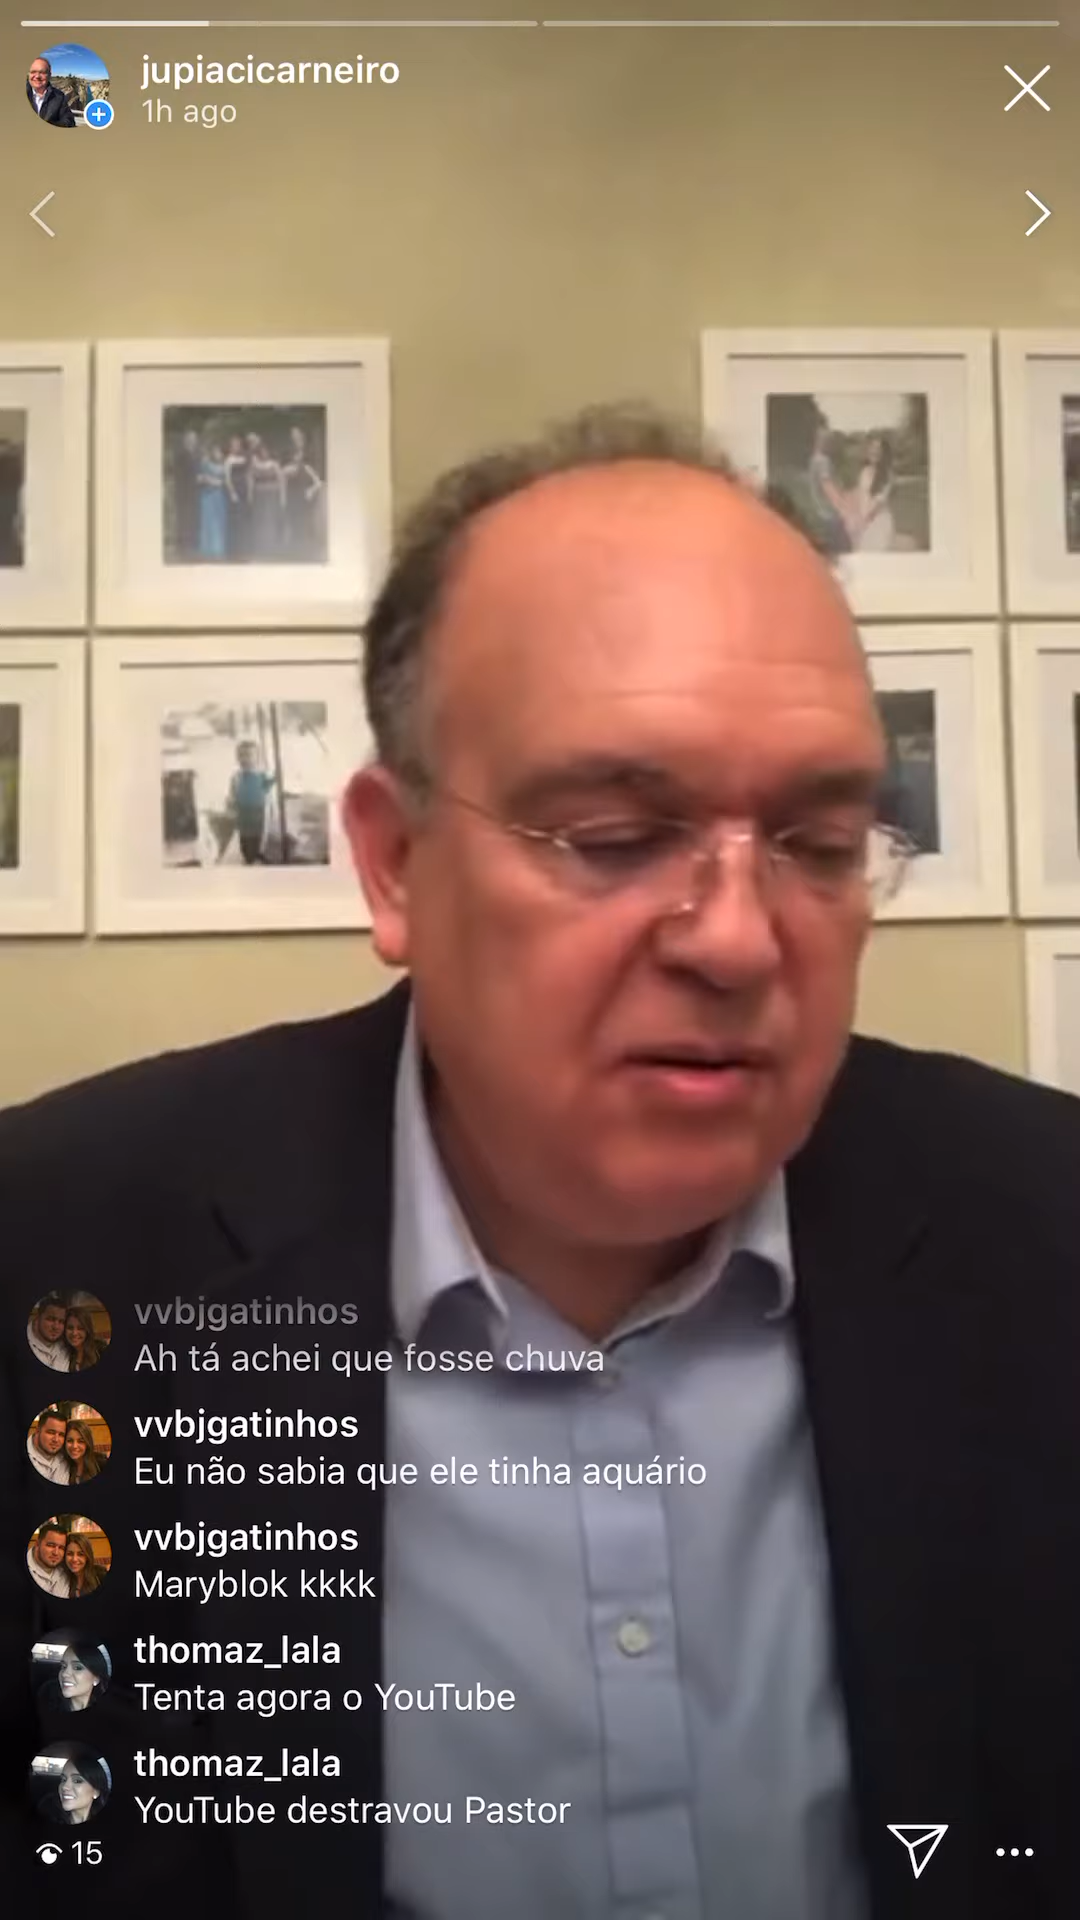 jupiacicarneiro
1h ago
vvbjgatinhos
Ah tá achei que fosse chuva
vvbjgatinhos
Eu não sabia que ele tinha aquário
vvbjgatinhos
Maryblok kkkk
thomaz_lala
Tenta agora o YouTube
thomaz_lala
YouTube destravou Pastor
15